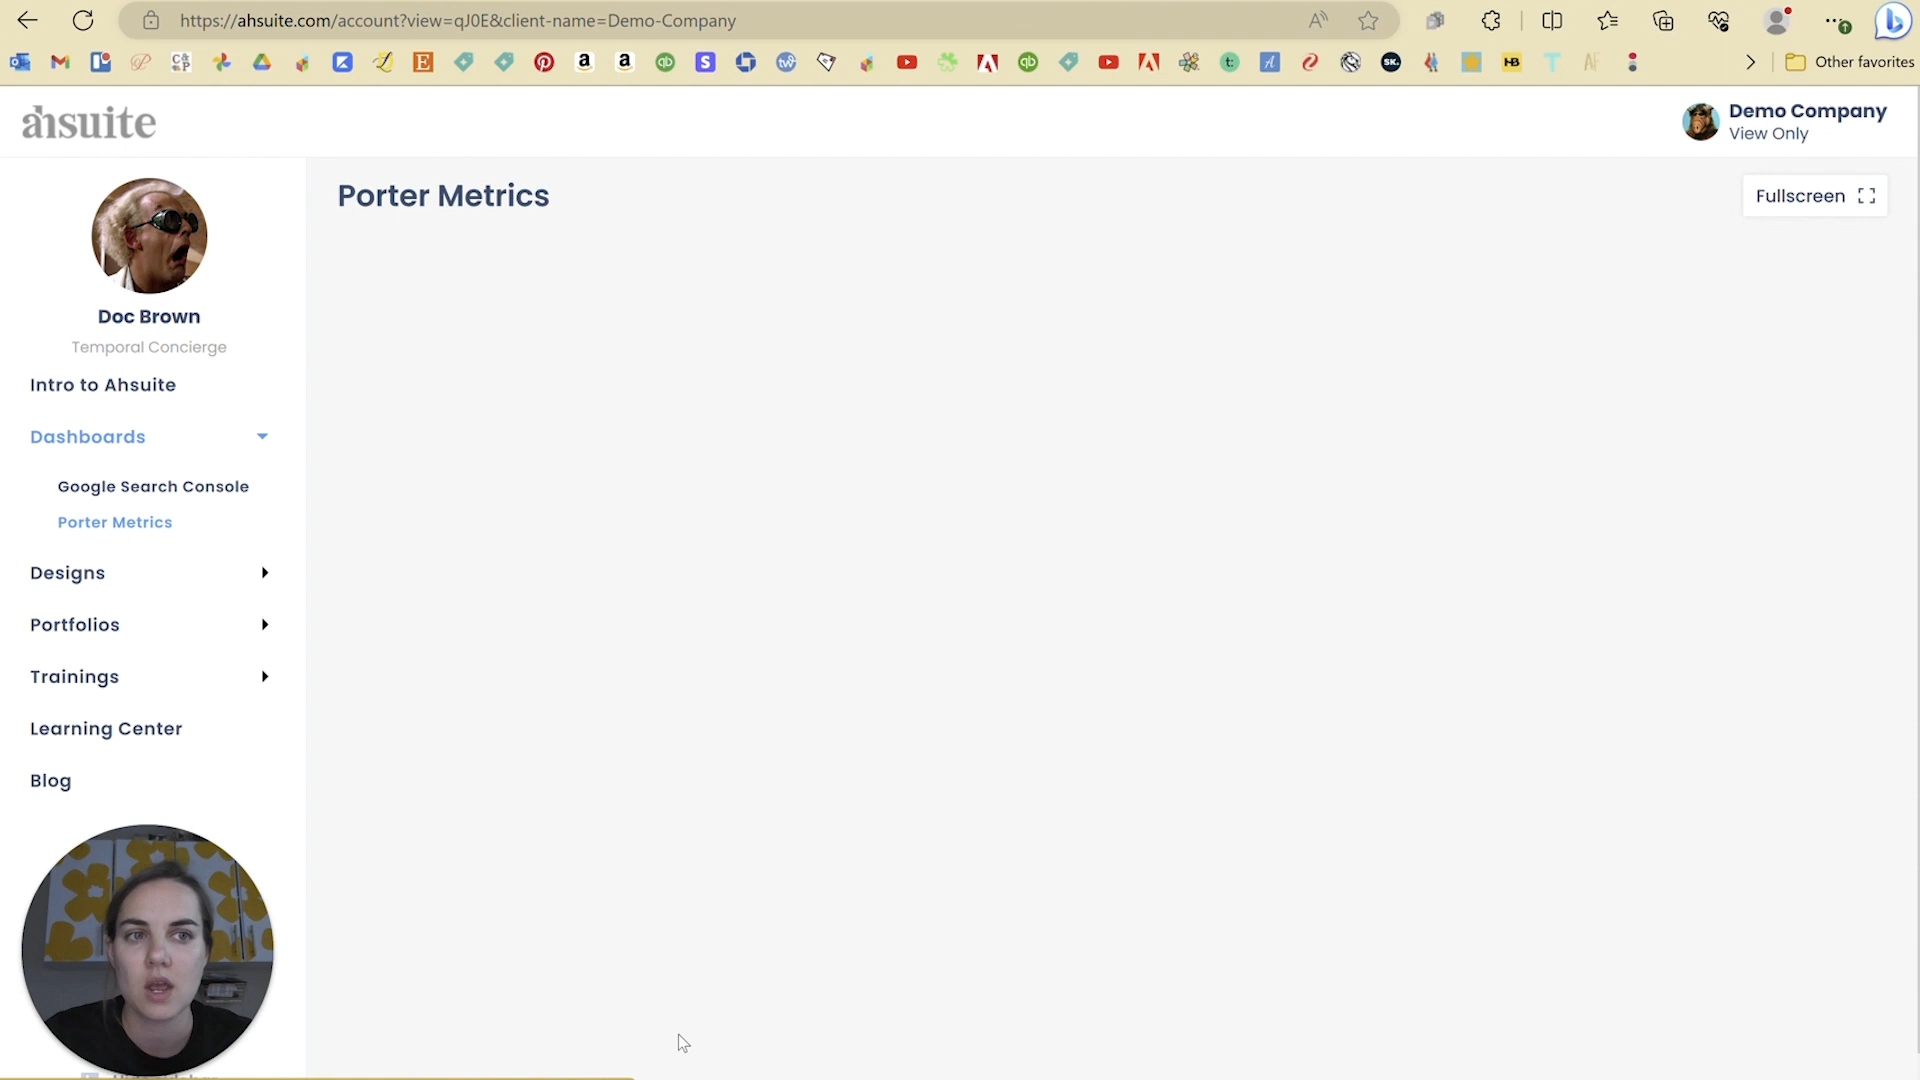 https://ahsuite.com/account?view=qJ0E&client-name=Demo-Company
Other favorites
ahsuite
Demo Company
View Only
Porter Metrics
Fullscreen
Doc Brown
Temporal Concierge
Intro to Ahsuite
Dashboards
Google Search Console
Porter Metrics
Designs
Portfolios
Trainings
Learning Center
Blog